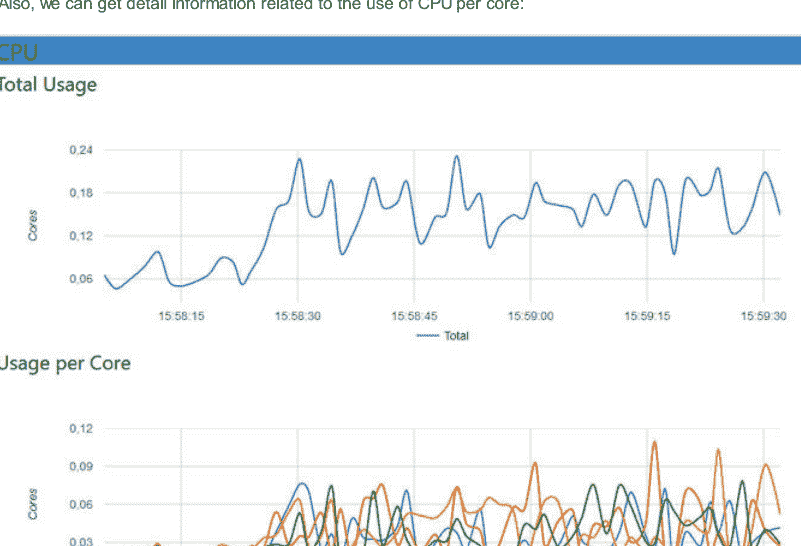 Also, we can get detail information related to the use of CPU per core:
CPU
Total Usage
0.24
0.18
0.12
0.06
Cores
15:58:15 15:58:30 15:58:45 15:59:00 15:59:15 15:59:30
Total
Usage per Core
0.12
0.09
0.06
0.03
Cores